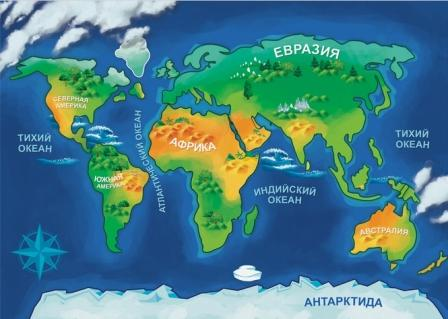 ЕВРАЗИЯ
СЕВЕРНАЯ
АМЕРИКА
ТИХИЙ
ОКЕАН
АТЛАНТИЧЕСКИЙ ОКЕАН
АФРИКА
ТИХИЙ
ОКЕАН
ЮЖНАЯ
АМЕРИКА
ИНДИЙСКИЙ
ОКЕАН
АВСТРАЛИЯ
АНТАРКТИДА